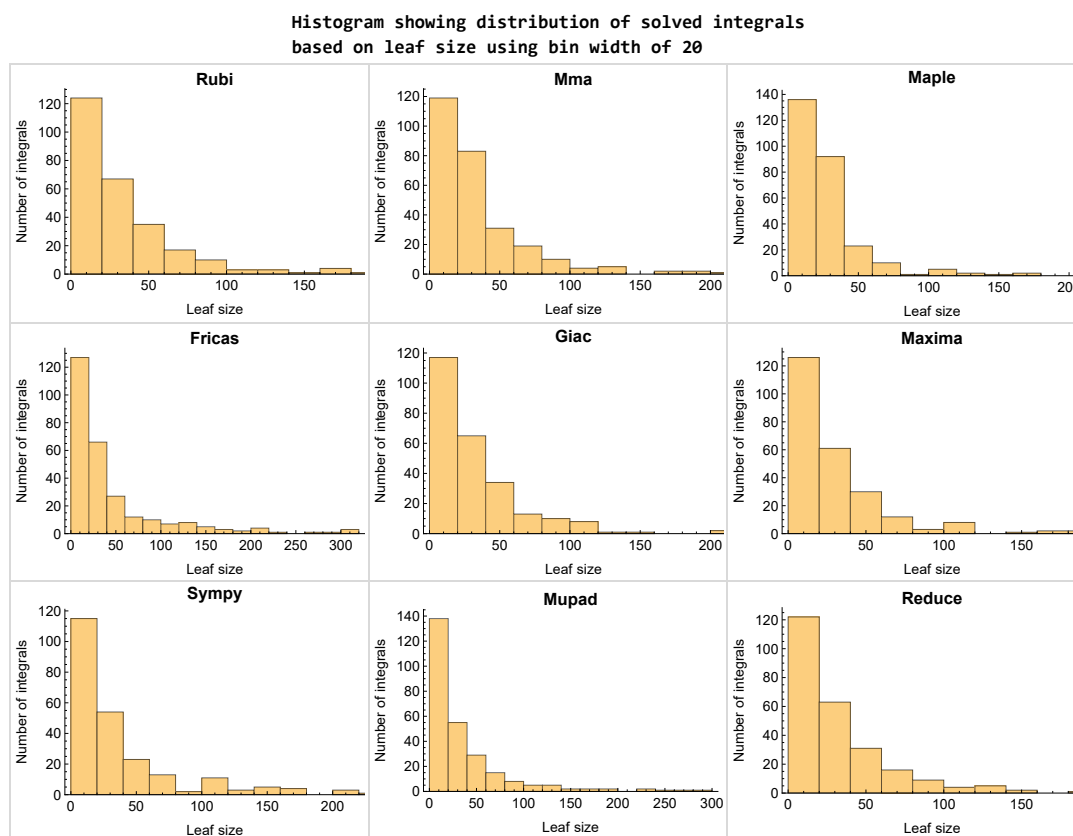 Histogram showing distribution of solved integrals
based on leaf size using bin width of 20
Rubi
Number of integrals
120
100
80
60
40
20
0
0 50 100 150
Leaf size
Mma
Number of integrals
120
100
80
60
40
20
0
0 50 100 150 200
Leaf size
Maple
Number of integrals
140
120
100
80
60
40
20
0
0 50 100 150 200
Leaf size
Fricas
Number of integrals
120
100
80
60
40
20
0
0 50 100 150 200 250 300
Leaf size
Giac
Number of integrals
120
100
80
60
40
20
0
0 50 100 150 200
Leaf size
Maxima
Number of integrals
120
100
80
60
40
20
0
0 50 100 150
Leaf size
Sympy
Number of integrals
120
100
80
60
40
20
0
0 50 100 150 200
Leaf size
Mupad
Number of integrals
140
120
100
80
60
40
20
0
0 50 100 150 200 250 300
Leaf size
Reduce
Number of integrals
120
100
80
60
40
20
0
0 50 100 150
Leaf size